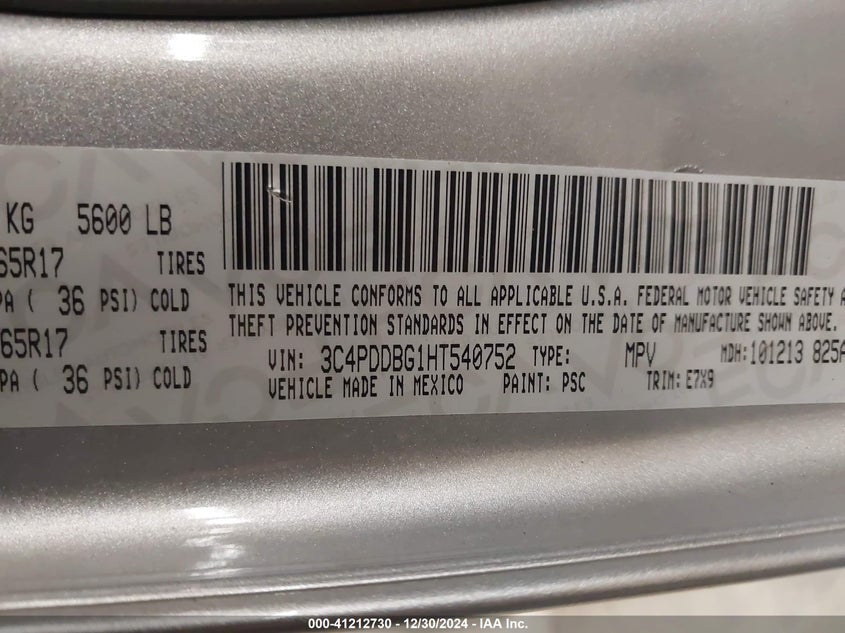 KG 5600 LB
65R17 TIRES
PA ( 36 PSI) COLD
65R17 TIRES
PA ( 36 PSI) COLD
THIS VEHICLE CONFORMS TO ALL APPLICABLE U.S.A. FEDERAL MOTOR VEHICLE SAFETY A
THEFT PREVENTION STANDARDS IN EFFECT ON THE DATE OF MANUFACTURE SHOWN ABOVE.
VIN: 3C4PDDBG1HT540752 TYPE: MPV MDH: 101213 825A
VEHICLE MADE IN MEXICO PAINT: PSC TRIM: E7X9
000-41212730 - 12/30/2024 - IAA Inc.